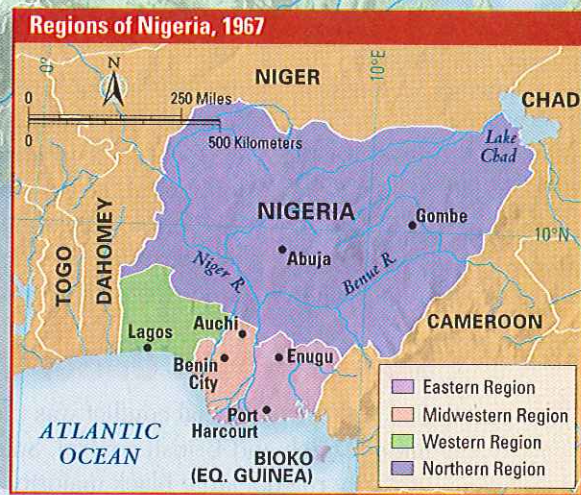 Regions of Nigeria, 1967
0°
N
10°E
NIGER
CHAD
0
250 Miles
0
500 Kilometers
Lake
Chad
NIGERIA
Gombe
10°N
Abuja
Niger R.
Benue R.
TOGO
DAHOMEY
CAMEROON
Lagos
Auchi
Benin
City
Enugu
Port
Harcourt
ATLANTIC
OCEAN
BIOKO
(EQ. GUINEA)
Eastern Region
Midwestern Region
Western Region
Northern Region